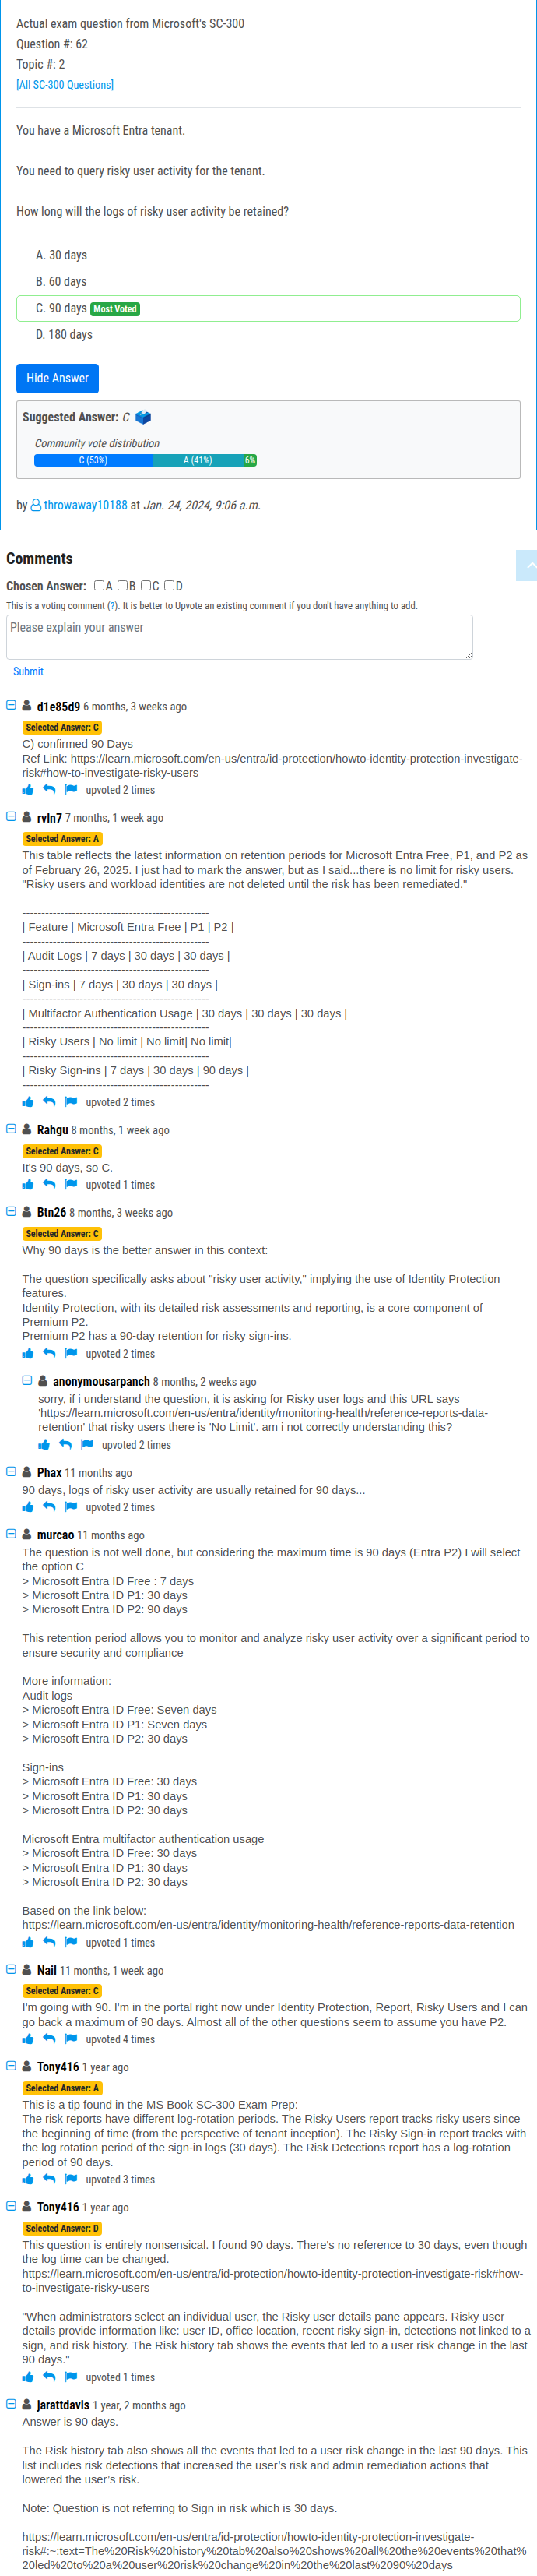 Actual exam question from Microsoft's SC-300
Question #: 62
Topic #: 2
[All SC-300 Questions]
You have a Microsoft Entra tenant.
You need to query risky user activity for the tenant.
How long will the logs of risky user activity be retained?
A. 30 days
B. 60 days
C. 90 days Most Voted
D. 180 days
Hide Answer
Suggested Answer: C
Community vote distribution
C (53%) A (41%) 6%
by throwaway10188 at Jan. 24, 2024, 9:06 a.m.
Comments
Chosen Answer: A B C D
This is a voting comment (?). It is better to Upvote an existing comment if you don't have anything to add.
Please explain your answer
Submit
d1e85d9 6 months, 3 weeks ago
Selected Answer: C
C) confirmed 90 Days
Ref Link: https://learn.microsoft.com/en-us/entra/id-protection/howto-identity-protection-investigate-
risk#how-to-investigate-risky-users
upvoted 2 times
rvln7 7 months, 1 week ago
Selected Answer: A
This table reflects the latest information on retention periods for Microsoft Entra Free, P1, and P2 as
of February 26, 2025. I just had to mark the answer, but as I said...there is no limit for risky users.
"Risky users and workload identities are not deleted until the risk has been remediated."
-------------------------------------------------
| Feature | Microsoft Entra Free | P1 | P2 |
-------------------------------------------------
| Audit Logs | 7 days | 30 days | 30 days |
-------------------------------------------------
| Sign-ins | 7 days | 30 days | 30 days |
-------------------------------------------------
| Multifactor Authentication Usage | 30 days | 30 days | 30 days |
-------------------------------------------------
| Risky Users | No limit | No limit| No limit|
-------------------------------------------------
| Risky Sign-ins | 7 days | 30 days | 90 days |
-------------------------------------------------
upvoted 2 times
Rahgu 8 months, 1 week ago
Selected Answer: C
It's 90 days, so C.
upvoted 1 times
Btn26 8 months, 3 weeks ago
Selected Answer: C
Why 90 days is the better answer in this context:
The question specifically asks about "risky user activity," implying the use of Identity Protection
features.
Identity Protection, with its detailed risk assessments and reporting, is a core component of
Premium P2.
Premium P2 has a 90-day retention for risky sign-ins.
upvoted 2 times
anonymousarpanch 8 months, 2 weeks ago
sorry, if i understand the question, it is asking for Risky user logs and this URL says
'https://learn.microsoft.com/en-us/entra/identity/monitoring-health/reference-reports-data-
retention' that risky users there is 'No Limit'. am i not correctly understanding this?
upvoted 2 times
Phax 11 months ago
90 days, logs of risky user activity are usually retained for 90 days...
upvoted 2 times
murcao 11 months ago
The question is not well done, but considering the maximum time is 90 days (Entra P2) I will select
the option C
> Microsoft Entra ID Free : 7 days
> Microsoft Entra ID P1: 30 days
> Microsoft Entra ID P2: 90 days
This retention period allows you to monitor and analyze risky user activity over a significant period to
ensure security and compliance
More information:
Audit logs
> Microsoft Entra ID Free: Seven days
> Microsoft Entra ID P1: Seven days
> Microsoft Entra ID P2: 30 days
Sign-ins
> Microsoft Entra ID Free: 30 days
> Microsoft Entra ID P1: 30 days
> Microsoft Entra ID P2: 30 days
Microsoft Entra multifactor authentication usage
> Microsoft Entra ID Free: 30 days
> Microsoft Entra ID P1: 30 days
> Microsoft Entra ID P2: 30 days
Based on the link below:
https://learn.microsoft.com/en-us/entra/identity/monitoring-health/reference-reports-data-retention
upvoted 1 times
Nail 11 months, 1 week ago
Selected Answer: C
I'm going with 90. I'm in the portal right now under Identity Protection, Report, Risky Users and I can
go back a maximum of 90 days. Almost all of the other questions seem to assume you have P2.
upvoted 4 times
Tony416 1 year ago
Selected Answer: A
This is a tip found in the MS Book SC-300 Exam Prep:
The risk reports have different log-rotation periods. The Risky Users report tracks risky users since
the beginning of time (from the perspective of tenant inception). The Risky Sign-in report tracks with
the log rotation period of the sign-in logs (30 days). The Risk Detections report has a log-rotation
period of 90 days.
upvoted 3 times
Tony416 1 year ago
Selected Answer: D
This question is entirely nonsensical. I found 90 days. There's no reference to 30 days, even though
the log time can be changed.
https://learn.microsoft.com/en-us/entra/id-protection/howto-identity-protection-investigate-risk#how-
to-investigate-risky-users
"When administrators select an individual user, the Risky user details pane appears. Risky user
details provide information like: user ID, office location, recent risky sign-in, detections not linked to a
sign, and risk history. The Risk history tab shows the events that led to a user risk change in the last
90 days."
upvoted 1 times
jarattdavis 1 year, 2 months ago
Answer is 90 days.
The Risk history tab also shows all the events that led to a user risk change in the last 90 days. This
list includes risk detections that increased the user's risk and admin remediation actions that
lowered the user's risk.
Note: Question is not referring to Sign in risk which is 30 days.
https://learn.microsoft.com/en-us/entra/id-protection/howto-identity-protection-investigate-
risk#:~:text=The%20Risk%20history%20tab%20also%20shows%20all%20the%20events%20that%
20led%20to%20a%20user%20risk%20change%20in%20the%20last%2090%20days